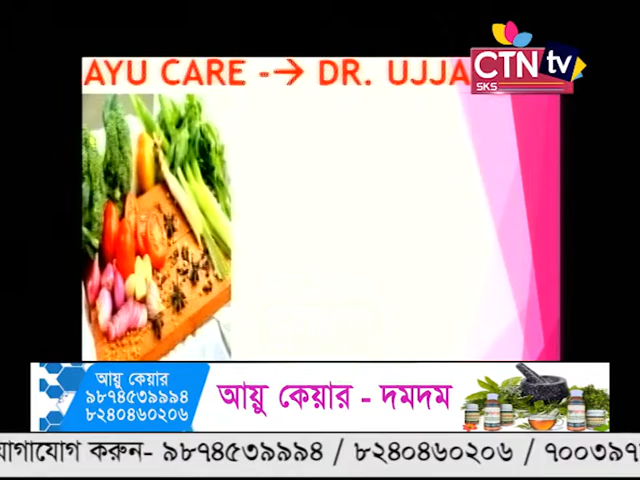 AYU CARE --→ DR. UJJA
CTN tv
SKS
আয়ু কেয়ার
৯৮৭৪৫৩৯৯৯৪
৮২৪০৪৬০২০৬
আয়ু কেয়ার - দমদম
যোগাযোগ করুন- ৯৮৭৪৫৩৯৯৯৪ / ৮২৪০৪৬০২০৬ / ৭০০৩৯৭